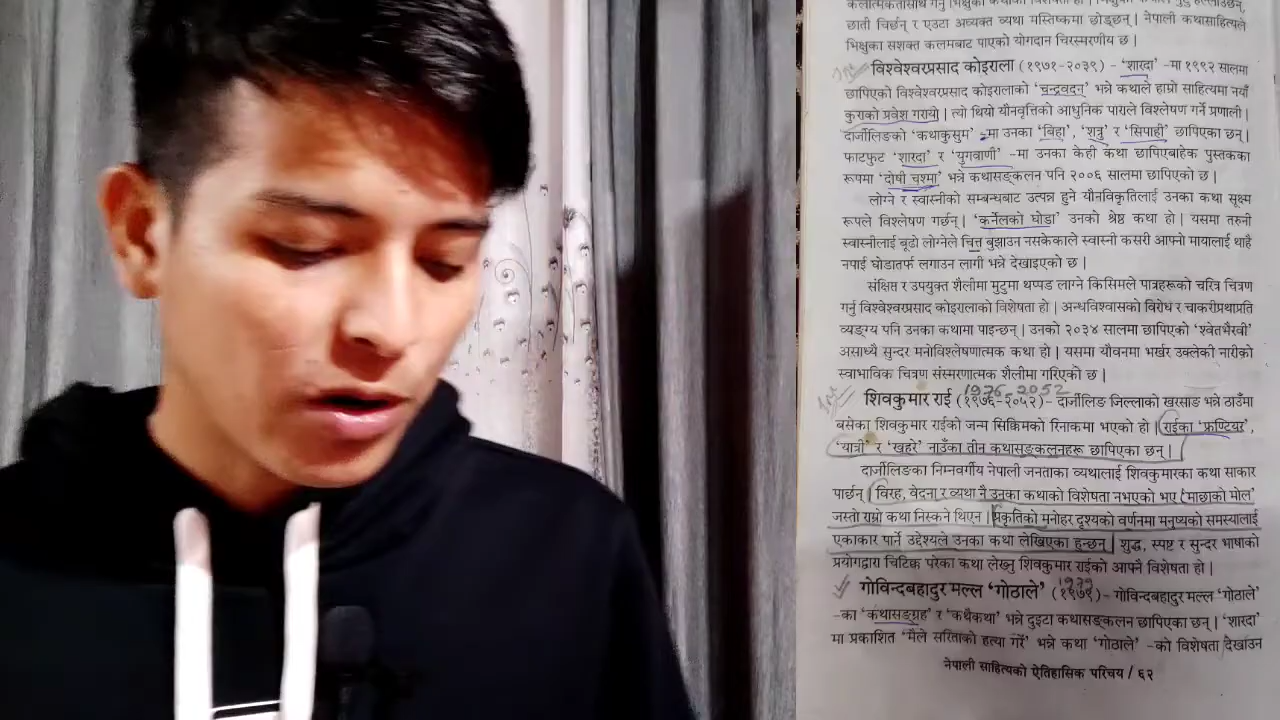 कलात्मकतासाथ गर्नु भिक्षुका कथाका विशेषता हो।
छाती चिर्छन् र एउटा अव्यक्त व्यथा मस्तिष्कमा छोड्छन् | नेपाली कथासाहित्यले
भिक्षुका सशक्त कलमबाट पाएको योगदान चिरस्मरणीय छ |
विश्वेश्वरप्रसाद कोइराला (१९७१-२०३९) - 'शारदा' -मा १९९२ सालमा
छापिएको विश्वेश्वरप्रसाद कोइरालाको 'चन्द्रवदन' भन्ने कथाले हाम्रो साहित्यमा नयाँ
कुराको प्रवेश गरायो | त्यो थियो यौनवृत्तिको आधुनिक पाराले विश्लेषण गर्ने प्रणाली |
दार्जीलिङको 'कथाकुसुम' -मा उनका 'बिहा', 'शत्रु' र 'सिपाही' छापिएका छन् |
फाटफुट 'शारदा' र 'युगवाणी' -मा उनका केही कथा छापिएबाहेक पुस्तकका
रूपमा 'दोषी चश्मा' भन्ने कथासङ्कलन पनि २००६ सालमा छापिएको छ |
लोग्ने र स्वास्नीको सम्बन्धबाट उत्पन्न हुने यौनविकृतिलाई उनका कथा सूक्ष्म
रूपले विश्लेषण गर्छन् | 'कर्नेलको घोडा' उनको श्रेष्ठ कथा हो | यसमा तरुनी
स्वास्नीलाई बूढो लोग्नेले चित्त बुझाउन नसकेकाले स्वास्नी कसरी आफ्नो मायालाई थाहै
नपाई घोडातर्फ लगाउन लागी भन्ने देखाइएको छ |
संक्षिप्त र उपयुक्त शैलीमा मुटुमा थप्पड लाग्ने किसिमले पात्रहरूको चरित्र चित्रण
गर्नु विश्वेश्वरप्रसाद कोइरालाको विशेषता हो | अन्धविश्वासको विरोध र चाकरीप्रथाप्रति
व्यङ्ग्य पनि उनका कथामा पाइन्छन् | उनको २०३४ सालमा छापिएको 'श्वेतभैरवी'
असाध्यै सुन्दर मनोविश्लेषणात्मक कथा हो | यसमा यौवनमा भर्खर उक्लेकी नारीको
स्वाभाविक चित्रण संस्मरणात्मक शैलीमा गरिएको छ |
1976 2052
शिवकुमार राई (१९७६-२०५२) - दार्जीलिङ जिल्लाको खरसाङ भन्ने ठाउँमा
बसेका शिवकुमार राईको जन्म सिक्किमको रिनाकमा भएको हो | राईका 'फ्रण्टियर',
'यात्री' र 'खहरे' नाउँका तीन कथासङ्कलनहरू छापिएका छन् |
दार्जीलिङका निम्नवर्गीय नेपाली जनताका व्यथालाई शिवकुमारका कथा साकार
पार्छन् | विरह, वेदना र व्यथा नै उनका कथाको विशेषता नभएको भए 'माछाको मोल'
जस्तो राम्रो कथा निस्कने थिएन | प्रकृतिको मनोहर दृश्यको वर्णनमा मनुष्यको समस्यालाई
एकाकार पार्ने उद्देश्यले उनका कथा लेखिएका हुन्छन् | शुद्ध, स्पष्ट र सुन्दर भाषाको
प्रयोगद्वारा चिटिक्क परेका कथा लेख्नु शिवकुमार राईको आफ्नै विशेषता हो |
1979
गोविन्दबहादुर मल्ल 'गोठाले' (१९७९) - गोविन्दबहादुर मल्ल 'गोठाले'
-का 'कथासङ्ग्रह' र 'कथैकथा' भन्ने दुइटा कथासङ्कलन छापिएका छन् | 'शारदा'
मा प्रकाशित 'मैले सरिताको हत्या गरें' भन्ने कथा 'गोठाले' -को विशेषता देखाउन
नेपाली साहित्यको ऐतिहासिक परिचय / ६२